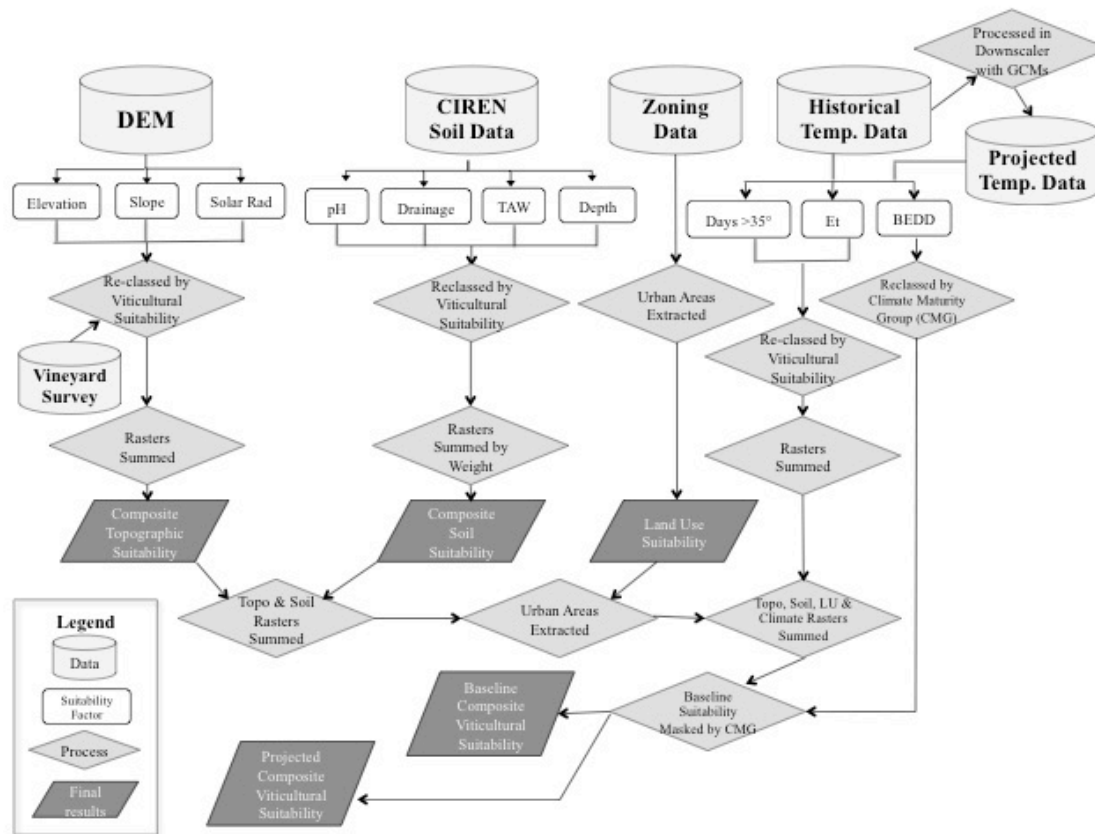 Processed in
Downscaler
with GCMs
DEM
CIREN
Soil Data
Zoning
Data
Historical
Temp. Data
Projected
Temp. Data
Elevation
Slope
Solar Rad
pH
Drainage
TAW
Depth
Days >35°
Et
BEDD
Re-classed by
Viticultural
Suitability
Reclassed by
Viticultural
Suitability
Urban Areas
Extracted
Reclassed by
Climate Maturity
Group (CMG)
Re-classed by
Viticultural
Suitability
Vineyard
Survey
Rasters
Summed
Rasters
Summed by
Weight
Rasters
Summed
Composite
Topographic
Suitability
Composite
Soil
Suitability
Land Use
Suitability
Topo & Soil
Rasters
Summed
Urban Areas
Extracted
Topo, Soil, LU &
Climate Rasters
Summed
Baseline
Composite
Viticultural
Suitability
Baseline
Suitability
Masked by CMG
Projected
Composite
Viticultural
Suitability
Legend
Data
Suitability
Factor
Process
Final
results